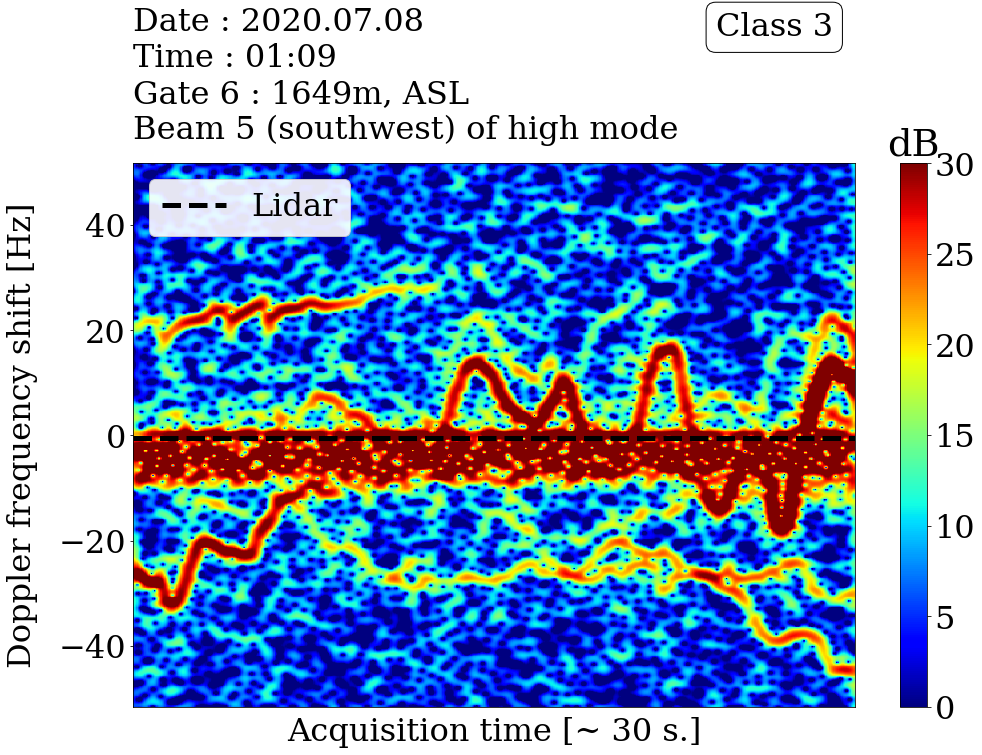 Date : 2020.07.08
Time : 01:09
Gate 6 : 1649m, ASL
Beam 5 (southwest) of high mode
Class 3
dB
Lidar
Doppler frequency shift [Hz]
40
20
0
−20
−40
30
25
20
15
10
5
0
Acquisition time [~ 30 s.]